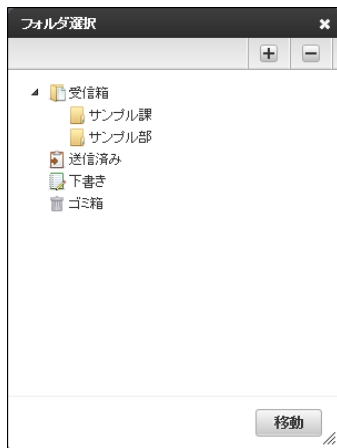 フォルダ選択
受信箱
サンプル課
サンプル部
送信済み
下書き
ゴミ箱
移動